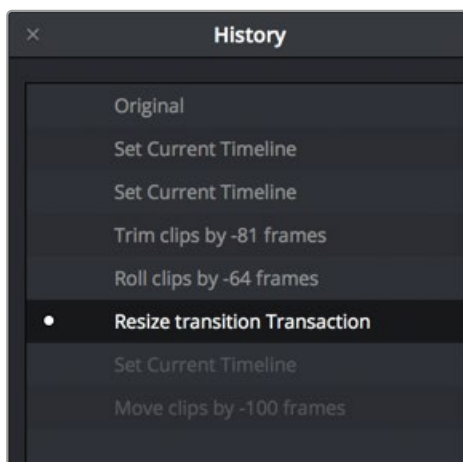 History
Original
Set Current Timeline
Set Current Timeline
Trim clips by -81 frames
Roll clips by -64 frames
Resize transition Transaction
Set Current Timeline
Move clips by -100 frames